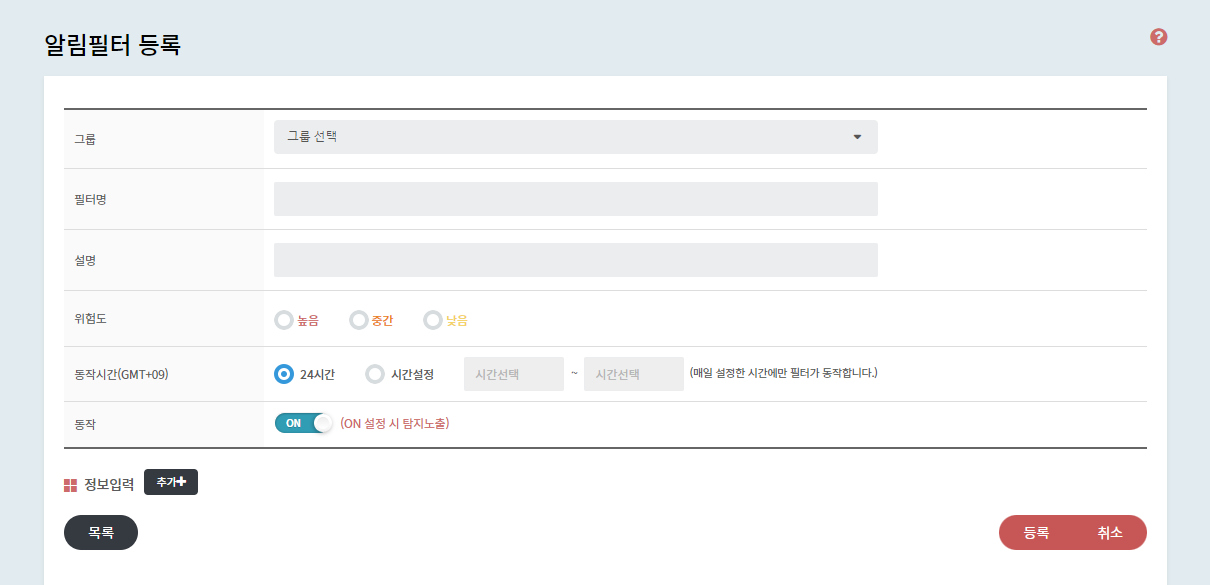 알림필터 등록
?
그룹 그룹 선택
필터명
설명
위험도 높음 중간 낮음
동작시간(GMT+09) 24시간 시간설정 시간선택 ~ 시간선택 (매일 설정한 시간에만 필터가 동작합니다.)
동작 ON (ON 설정 시 탐지노출)
정보입력 추가+
목록 등록 취소